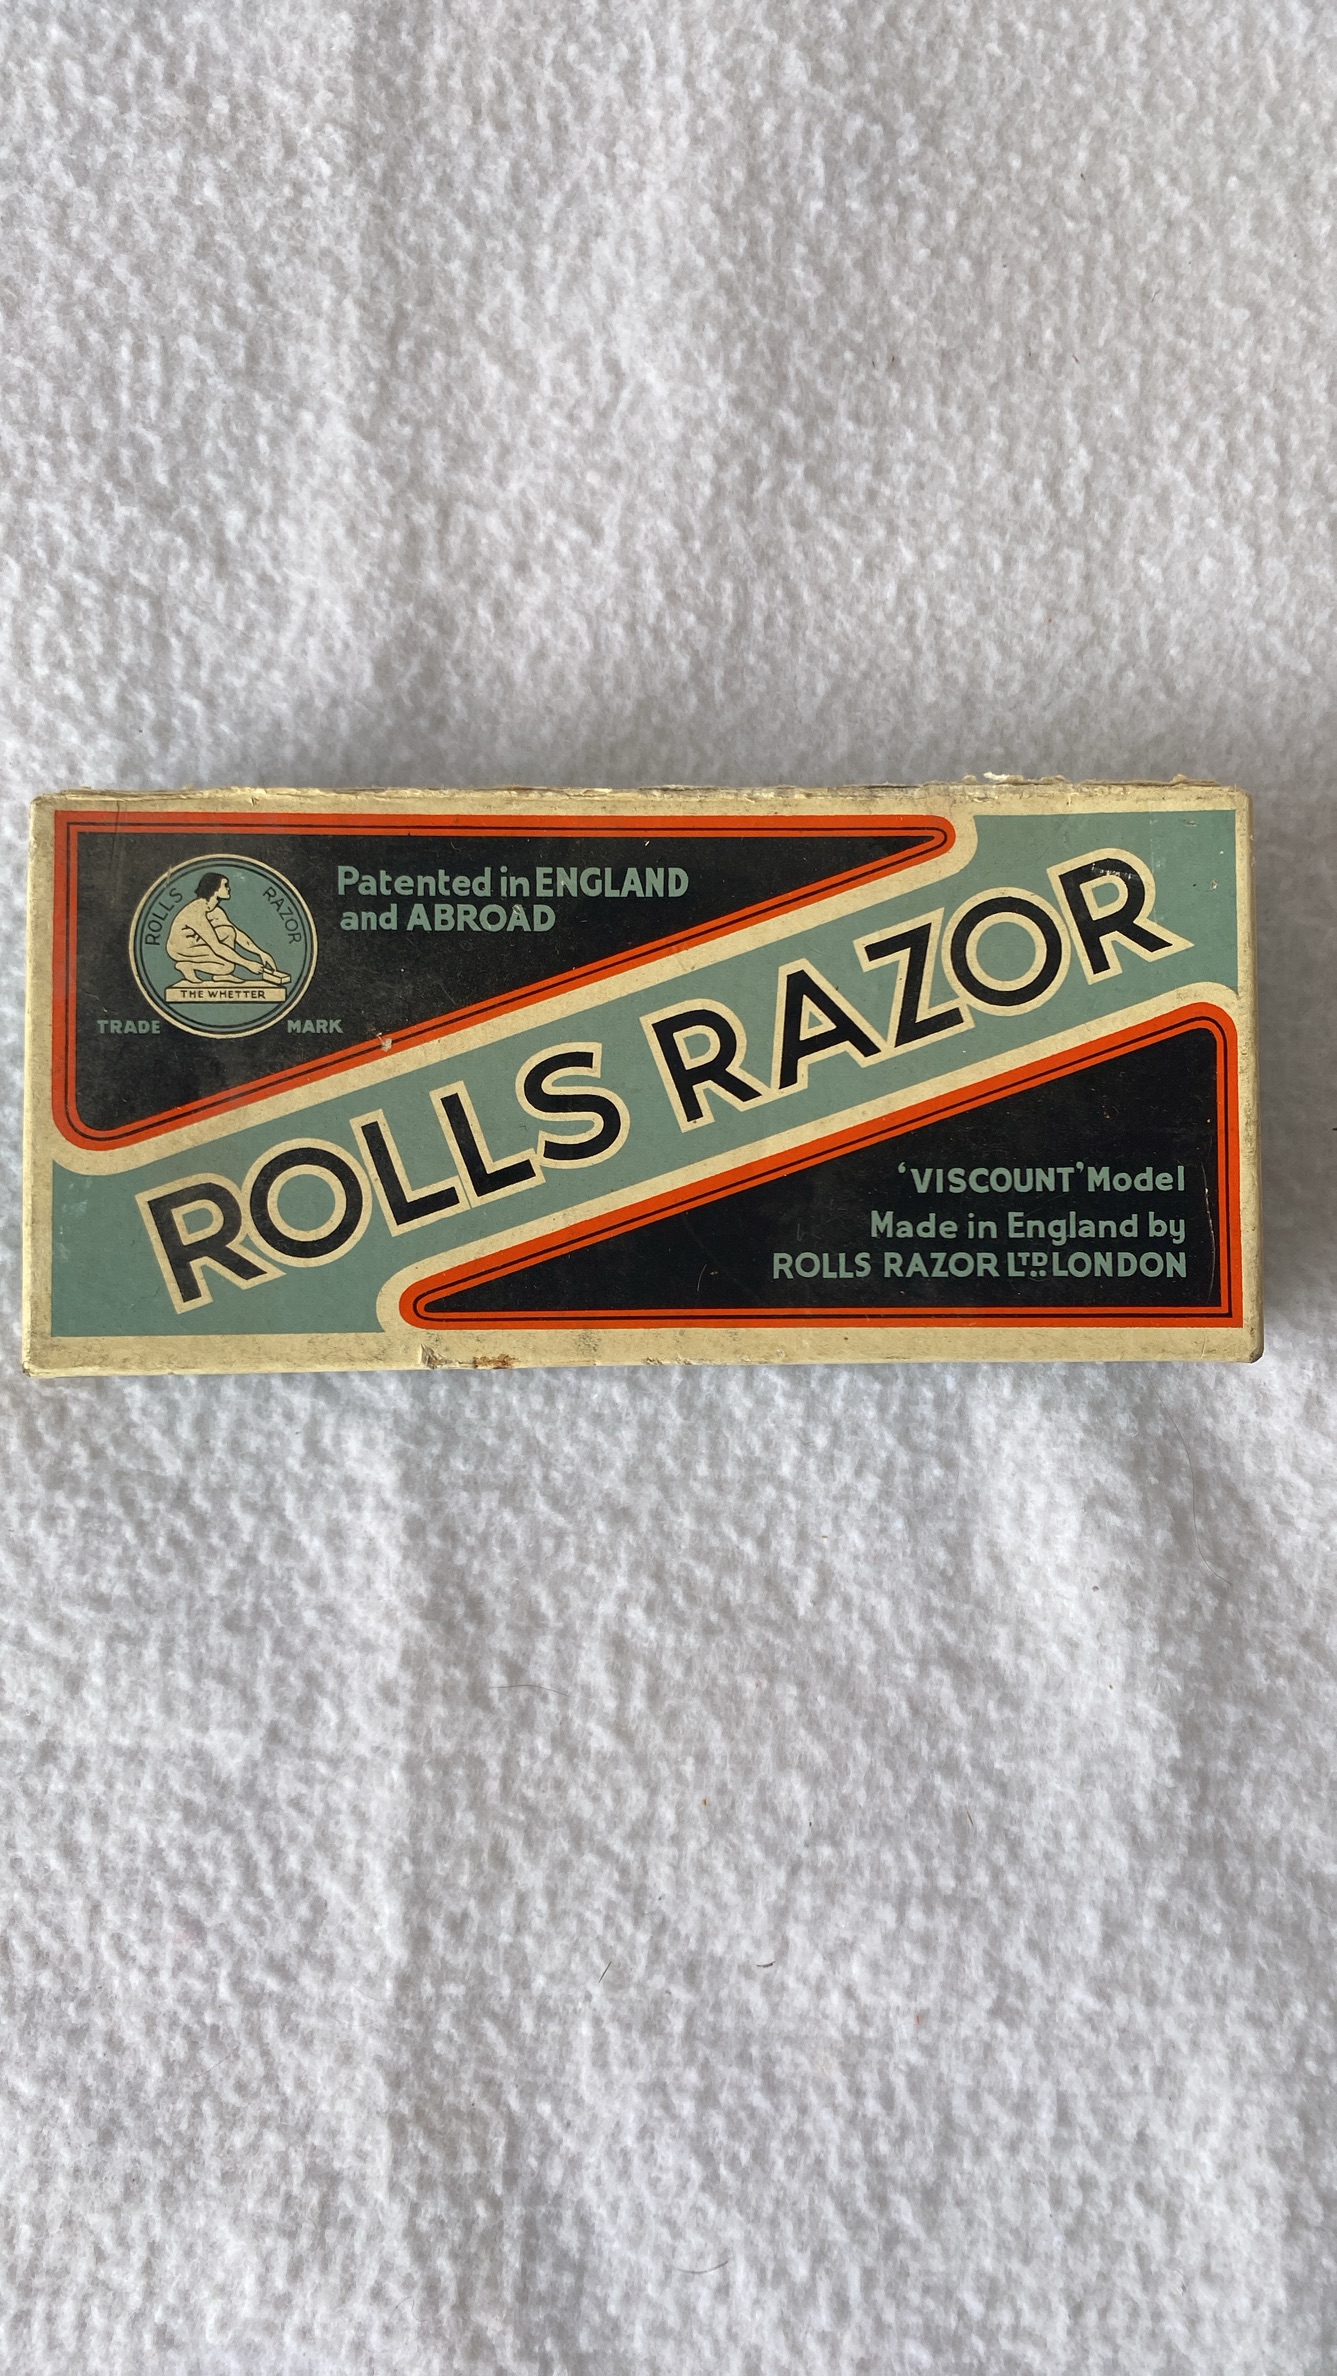 ROLLS RAZOR
THE WHETTER
TRADE MARK
Patented in ENGLAND
and ABROAD
ROLLS RAZOR
‘VISCOUNT’ Model
Made in England by
ROLLS RAZOR LTD. LONDON